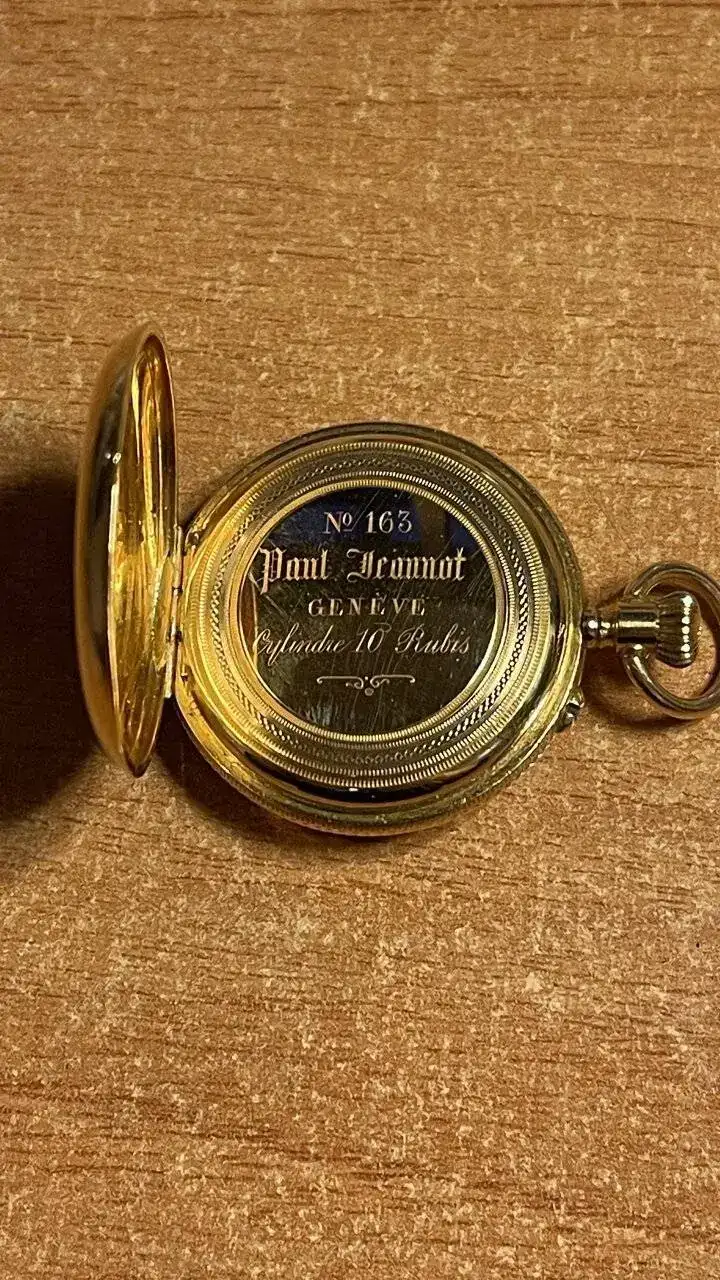 Nº 163
Paul Jeannot
GENÈVE
Cylindre 10 Rubis